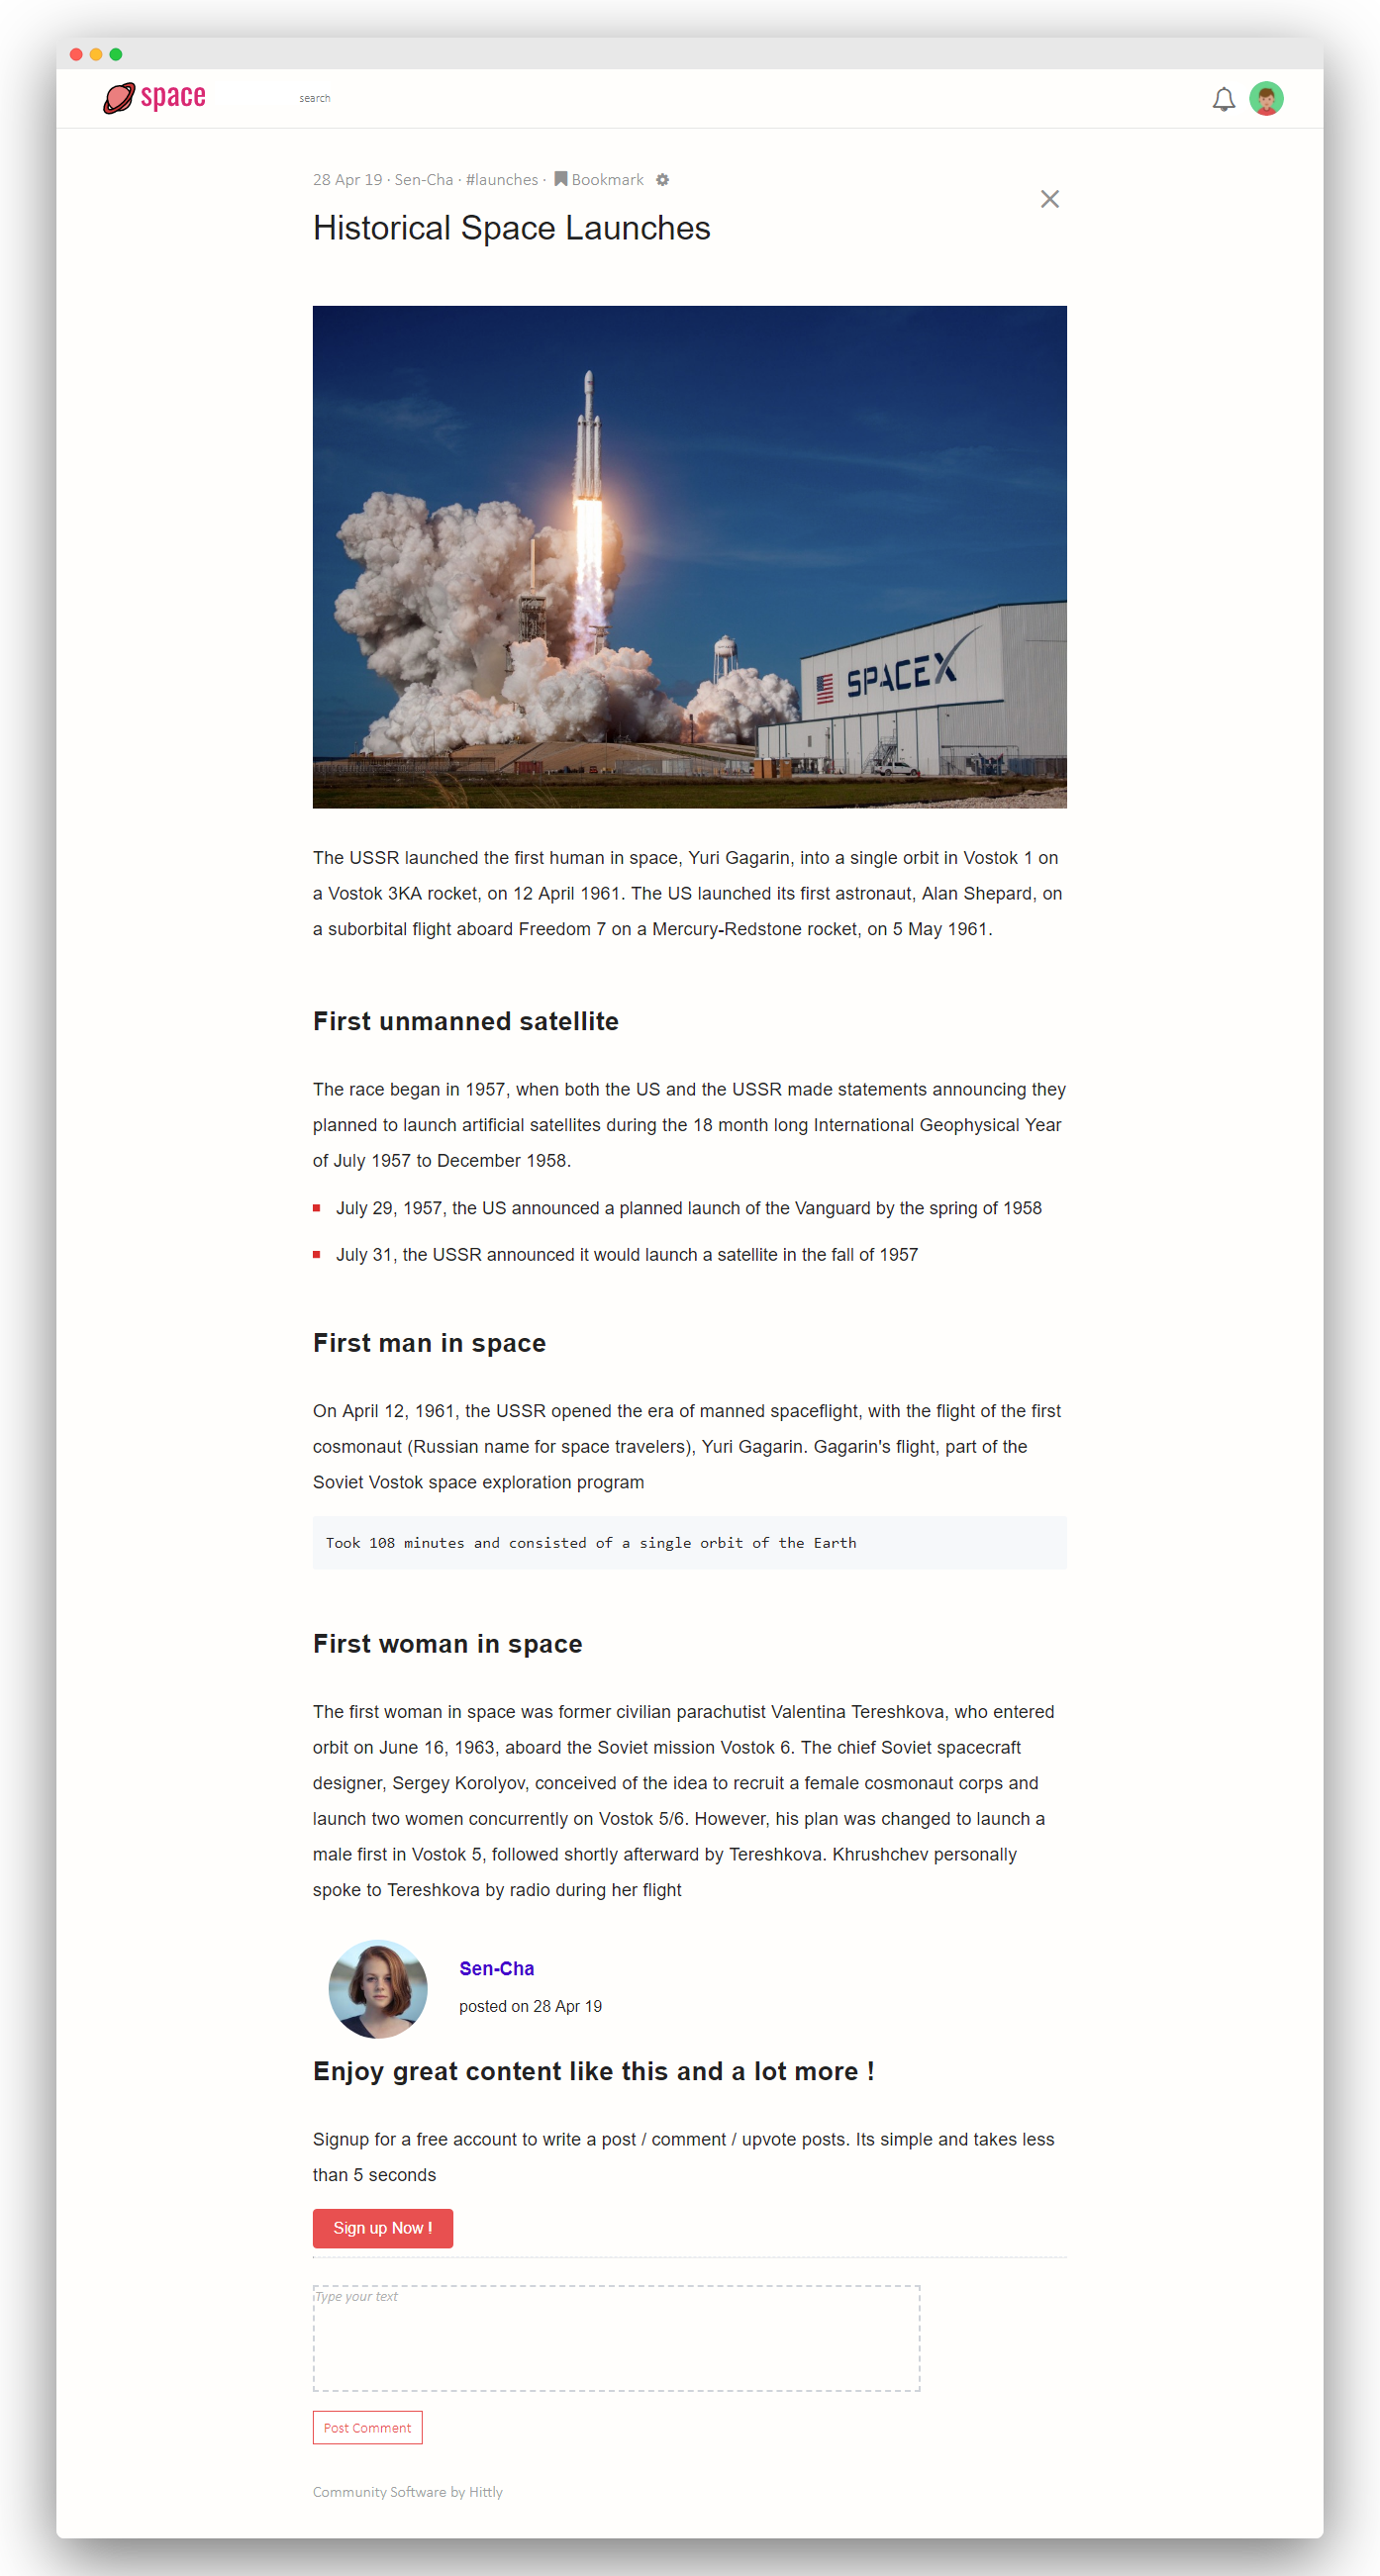 space
search
28 Apr 19 · Sen-Cha · #launches · Bookmark
Historical Space Launches
SPACEX
The USSR launched the first human in space, Yuri Gagarin, into a single orbit in Vostok 1 on
a Vostok 3KA rocket, on 12 April 1961. The US launched its first astronaut, Alan Shepard, on
a suborbital flight aboard Freedom 7 on a Mercury-Redstone rocket, on 5 May 1961.
First unmanned satellite
The race began in 1957, when both the US and the USSR made statements announcing they
planned to launch artificial satellites during the 18 month long International Geophysical Year
of July 1957 to December 1958.
July 29, 1957, the US announced a planned launch of the Vanguard by the spring of 1958
July 31, the USSR announced it would launch a satellite in the fall of 1957
First man in space
On April 12, 1961, the USSR opened the era of manned spaceflight, with the flight of the first
cosmonaut (Russian name for space travelers), Yuri Gagarin. Gagarin's flight, part of the
Soviet Vostok space exploration program
Took 108 minutes and consisted of a single orbit of the Earth
First woman in space
The first woman in space was former civilian parachutist Valentina Tereshkova, who entered
orbit on June 16, 1963, aboard the Soviet mission Vostok 6. The chief Soviet spacecraft
designer, Sergey Korolyov, conceived of the idea to recruit a female cosmonaut corps and
launch two women concurrently on Vostok 5/6. However, his plan was changed to launch a
male first in Vostok 5, followed shortly afterward by Tereshkova. Khrushchev personally
spoke to Tereshkova by radio during her flight
Sen-Cha
posted on 28 Apr 19
Enjoy great content like this and a lot more !
Signup for a free account to write a post / comment / upvote posts. Its simple and takes less
than 5 seconds
Sign up Now !
Type your text
Post Comment
Community Software by Hittly